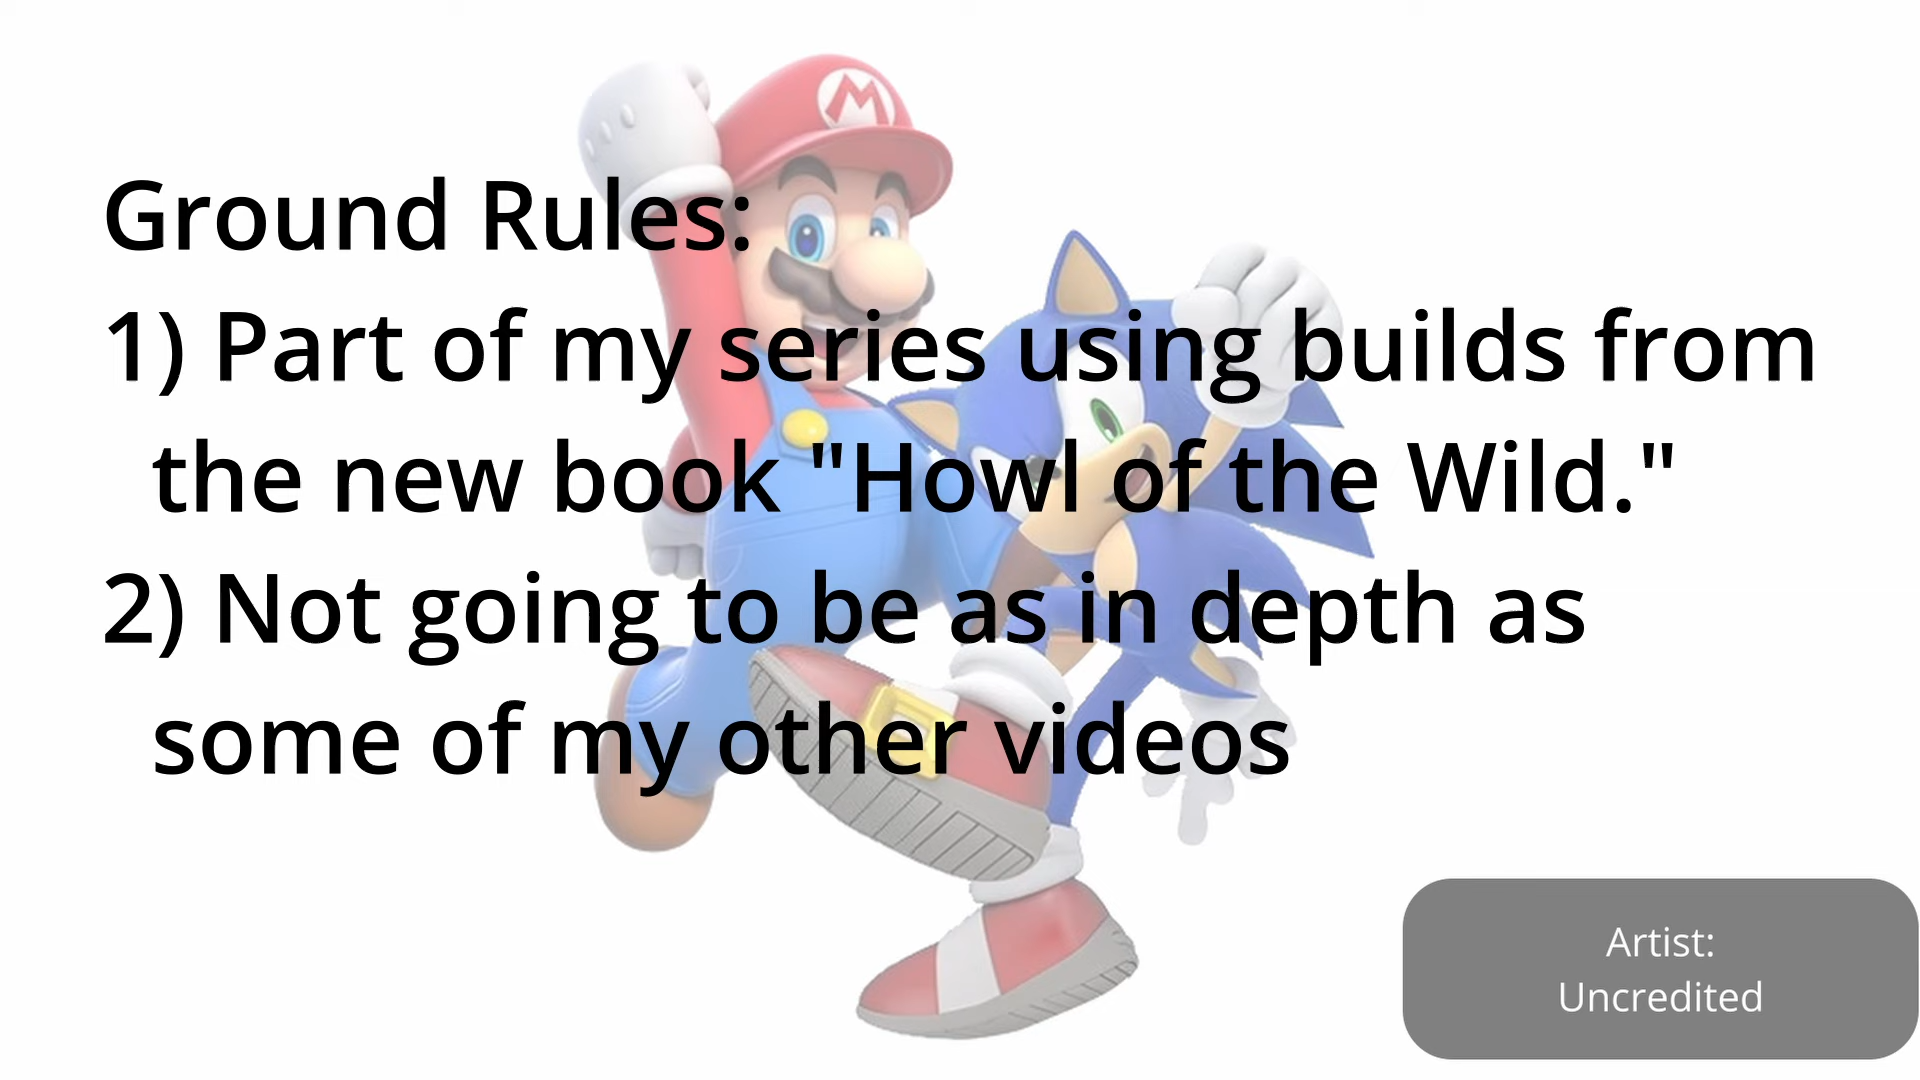 Ground Rules:
1) Part of my series using builds from
the new book "Howl of the Wild."
2) Not going to be as in depth as
some of my other videos
M
Artist:
Uncredited